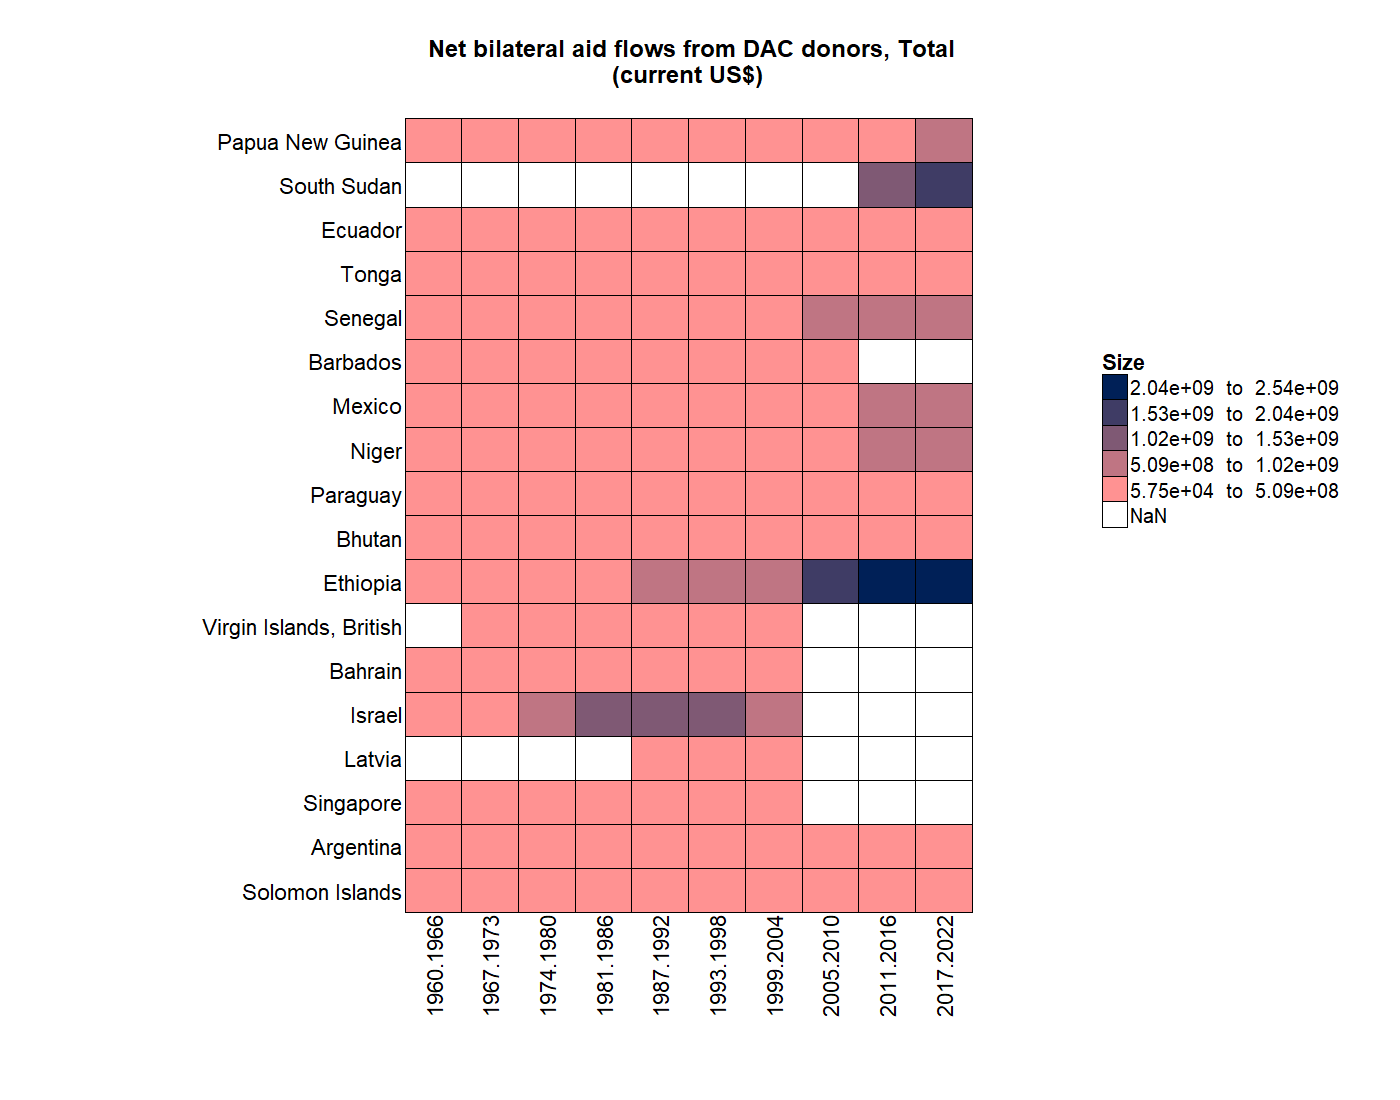 Net bilateral aid flows from DAC donors, Total
(current US$)
Papua New Guinea
South Sudan
Ecuador
Tonga
Senegal
Barbados
Mexico
Niger
Paraguay
Bhutan
Ethiopia
Virgin Islands, British
Bahrain
Israel
Latvia
Singapore
Argentina
Solomon Islands
1960.1966
1967.1973
1974.1980
1981.1986
1987.1992
1993.1998
1999.2004
2005.2010
2011.2016
2017.2022
Size
2.04e+09 to 2.54e+09
1.53e+09 to 2.04e+09
1.02e+09 to 1.53e+09
5.09e+08 to 1.02e+09
5.75e+04 to 5.09e+08
NaN